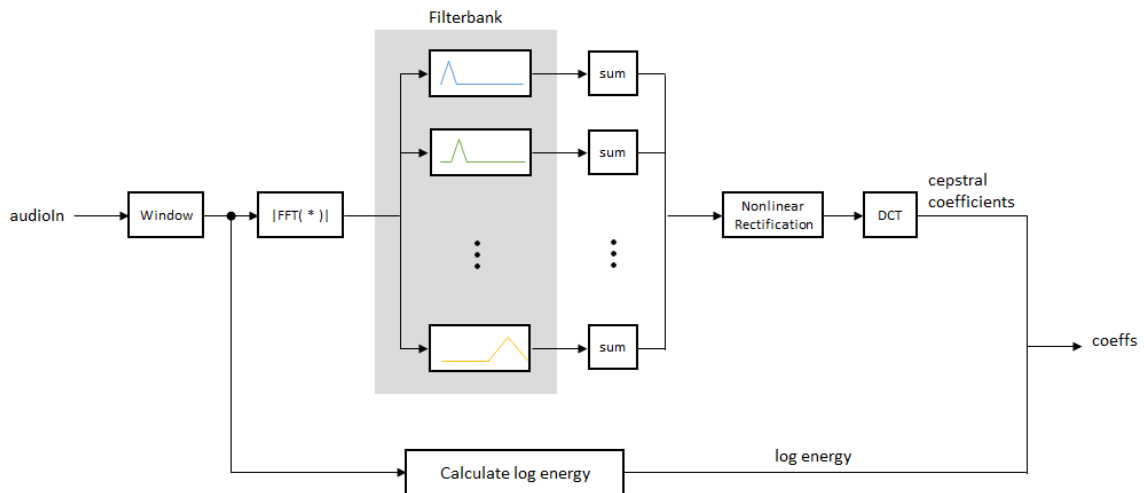 Filterbank
sum
sum
audioIn
Window
|FFT( * )|
Nonlinear
Rectification
DCT
cepstral
coefficients
sum
coeffs
Calculate log energy
log energy